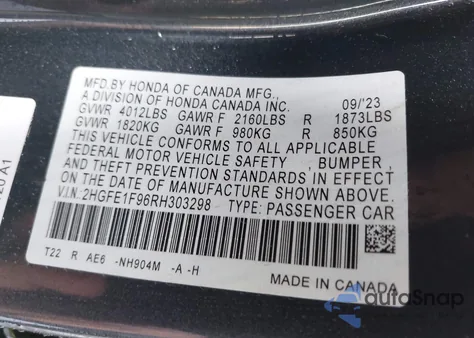 MFD.BY HONDA OF CANADA MFG.,
A DIVISION OF HONDA CANADA INC. 09/'23
GVWR 4012LBS GAWR F 2160LBS R 1873LBS
GVWR 1820KG GAWR F 980KG R 850KG
THIS VEHICLE CONFORMS TO ALL APPLICABLE
FEDERAL MOTOR VEHICLE SAFETY , BUMPER,
AND THEFT PREVENTION STANDARDS IN EFFECT
ON THE DATE OF MANUFACTURE SHOWN ABOVE.
V.I.N: 2HGFE1F96RH303298 TYPE: PASSENGER CAR
T22 R AE6 -NH904M -A -H
MADE IN CANADA
autoSnap